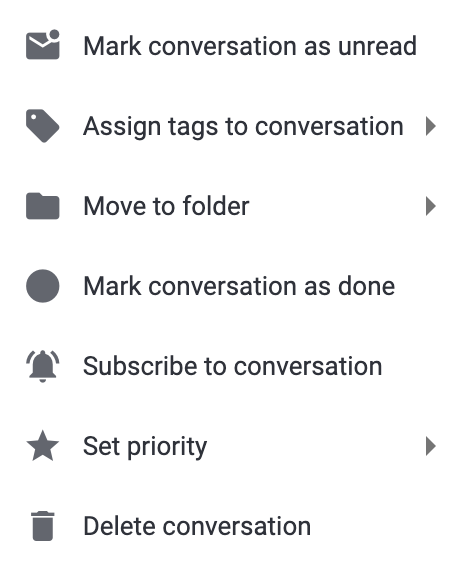 Mark conversation as unread
Assign tags to conversation
Move to folder
Mark conversation as done
Subscribe to conversation
Set priority
Delete conversation